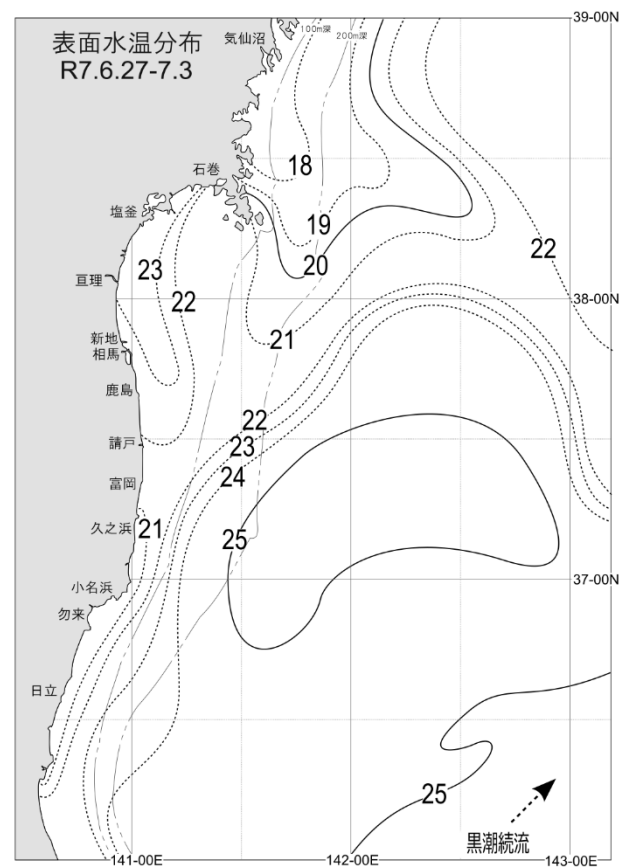 表面水温分布
R7.6.27-7.3
気仙沼
100m深
200m深
39-00N
石巻
18
塩釜
19
22
20
23
亘理
22
38-00N
新地
相馬
21
鹿島
22
請戸
23
富岡
24
久之浜
21
25
小名浜
37-00N
勿来
日立
25
黒潮続流
141-00E
142-00E
143-00E